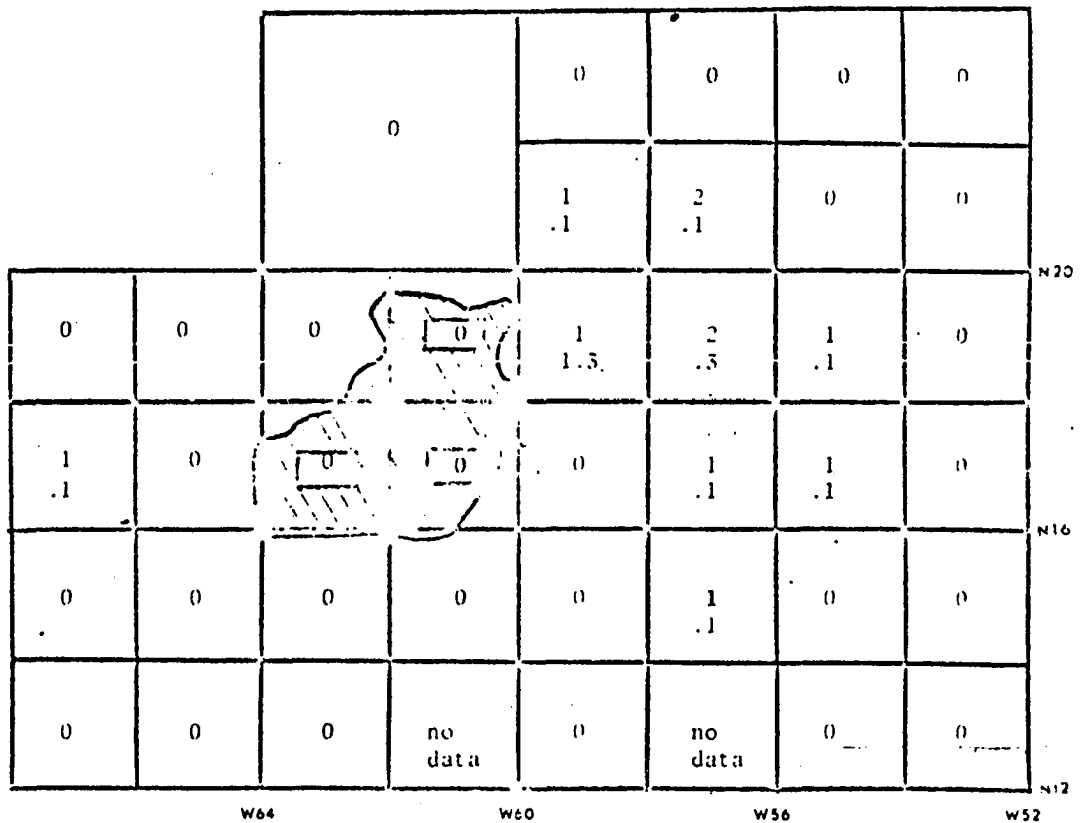 0 0 0 0
0
1 2 0 0
.1 .1
N20
0 0 0 0 1 2 1 0
1.5 .5 .1
1 0 0 0 0 1 1 0
.1 .1 .1
N16
0 0 0 0 0 1 0 0
.1
0 0 0 no 0 no 0 0
data data
N12
W64 W60 W56 W52